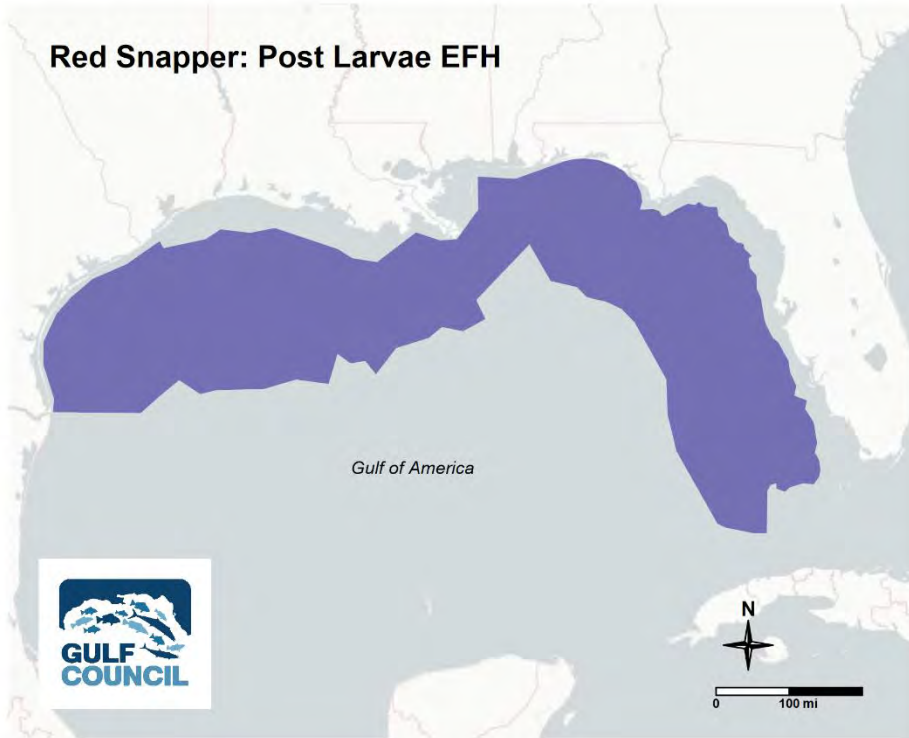 Red Snapper: Post Larvae EFH
Gulf of America
GULF
COUNCIL
N
0 100 mi